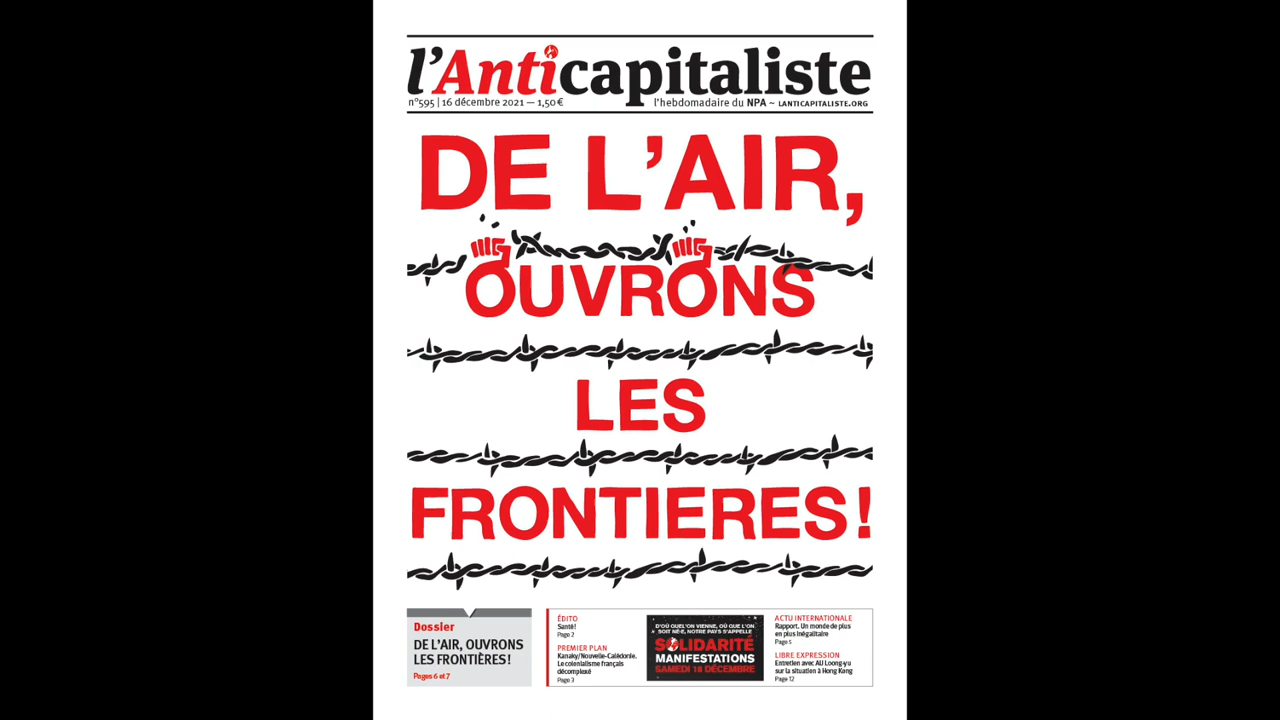 l'Anticapitaliste
n°595 | 16 décembre 2021 — 1,50 €
l'hebdomadaire du NPA ~ LANTICAPITALISTE.ORG
DE L'AIR,
OUVRONS
LES
FRONTIERES !
Dossier
DE L'AIR, OUVRONS
LES FRONTIÈRES !
Pages 6 et 7
ÉDITO
Santé!
Page 2
PREMIER PLAN
Kanaky/Nouvelle-Calédonie.
Le colonialisme français
décomplexé
Page 3
D'OÙ QUE L'ON VIENNE, OÙ QUE L'ON
SOIT NÉ·E, NOTRE PAYS S'APPELLE
SOLIDARITÉ
MANIFESTATIONS
SAMEDI 18 DÉCEMBRE
ACTU INTERNATIONALE
Rapport. Un monde de plus
en plus inégalitaire
Page 5
LIBRE EXPRESSION
Entretien avec AU Loong-yu
sur la situation à Hong Kong
Page 12